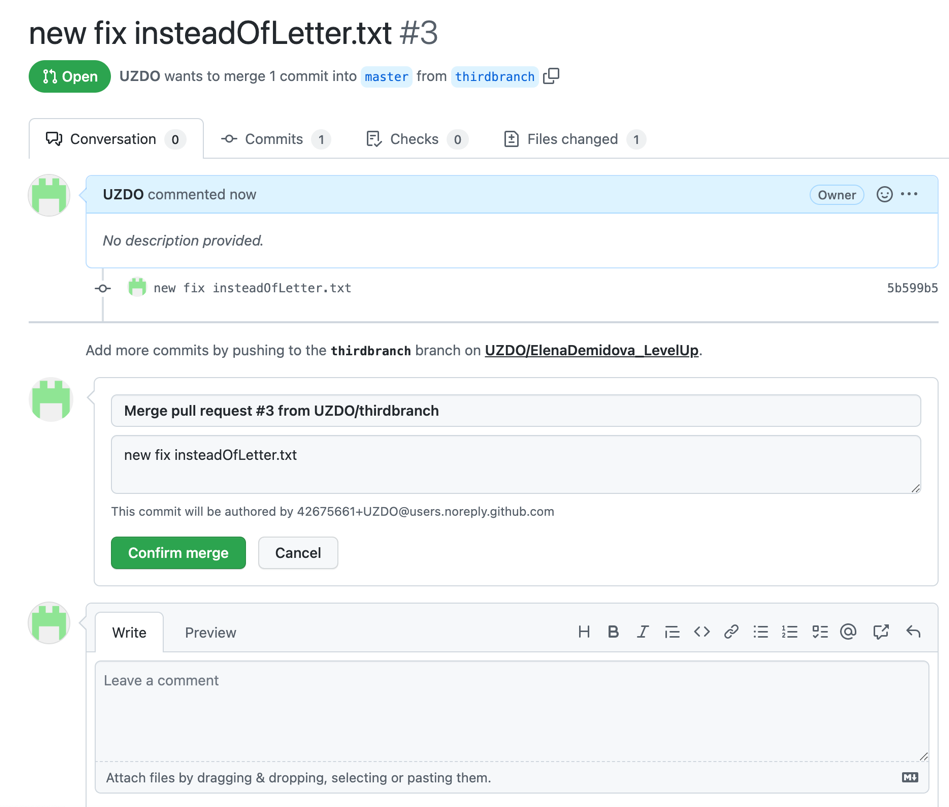 new fix insteadOfLetter.txt #3
Open UZDO wants to merge 1 commit into master from thirdbranch
Conversation 0 Commits 1 Checks 0 Files changed 1
UZDO commented now Owner
No description provided.
new fix insteadOfLetter.txt 5b599b5
Add more commits by pushing to the thirdbranch branch on UZDO/ElenaDemidova_LevelUp.
Merge pull request #3 from UZDO/thirdbranch
new fix insteadOfLetter.txt
This commit will be authored by 42675661+UZDO@users.noreply.github.com
Confirm merge Cancel
Write Preview H B I <> @
Leave a comment
Attach files by dragging & dropping, selecting or pasting them.